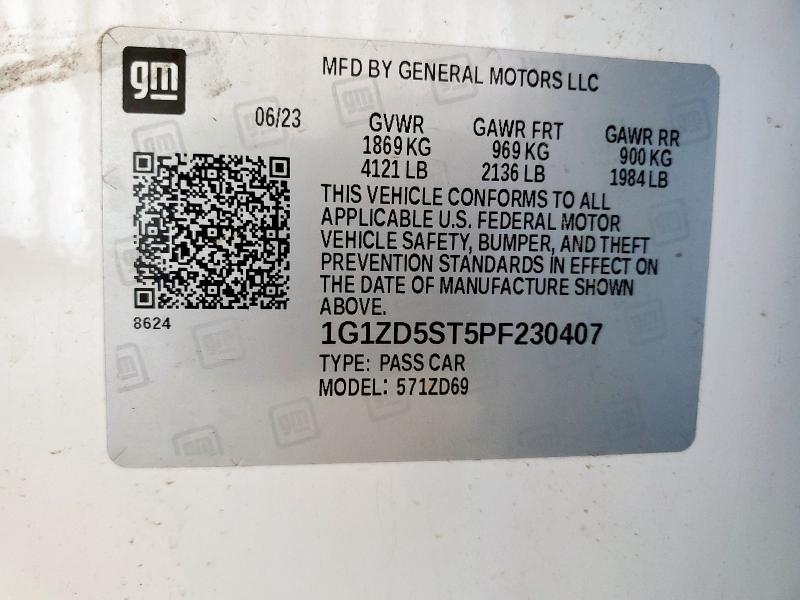 gm
MFD BY GENERAL MOTORS LLC
06/23
GVWR GAWR FRT GAWR RR
1869 KG 969 KG 900 KG
4121 LB 2136 LB 1984 LB
THIS VEHICLE CONFORMS TO ALL
APPLICABLE U.S. FEDERAL MOTOR
VEHICLE SAFETY, BUMPER, AND THEFT
PREVENTION STANDARDS IN EFFECT ON
THE DATE OF MANUFACTURE SHOWN
ABOVE.
8624
1G1ZD5ST5PF230407
TYPE: PASS CAR
MODEL: 571ZD69